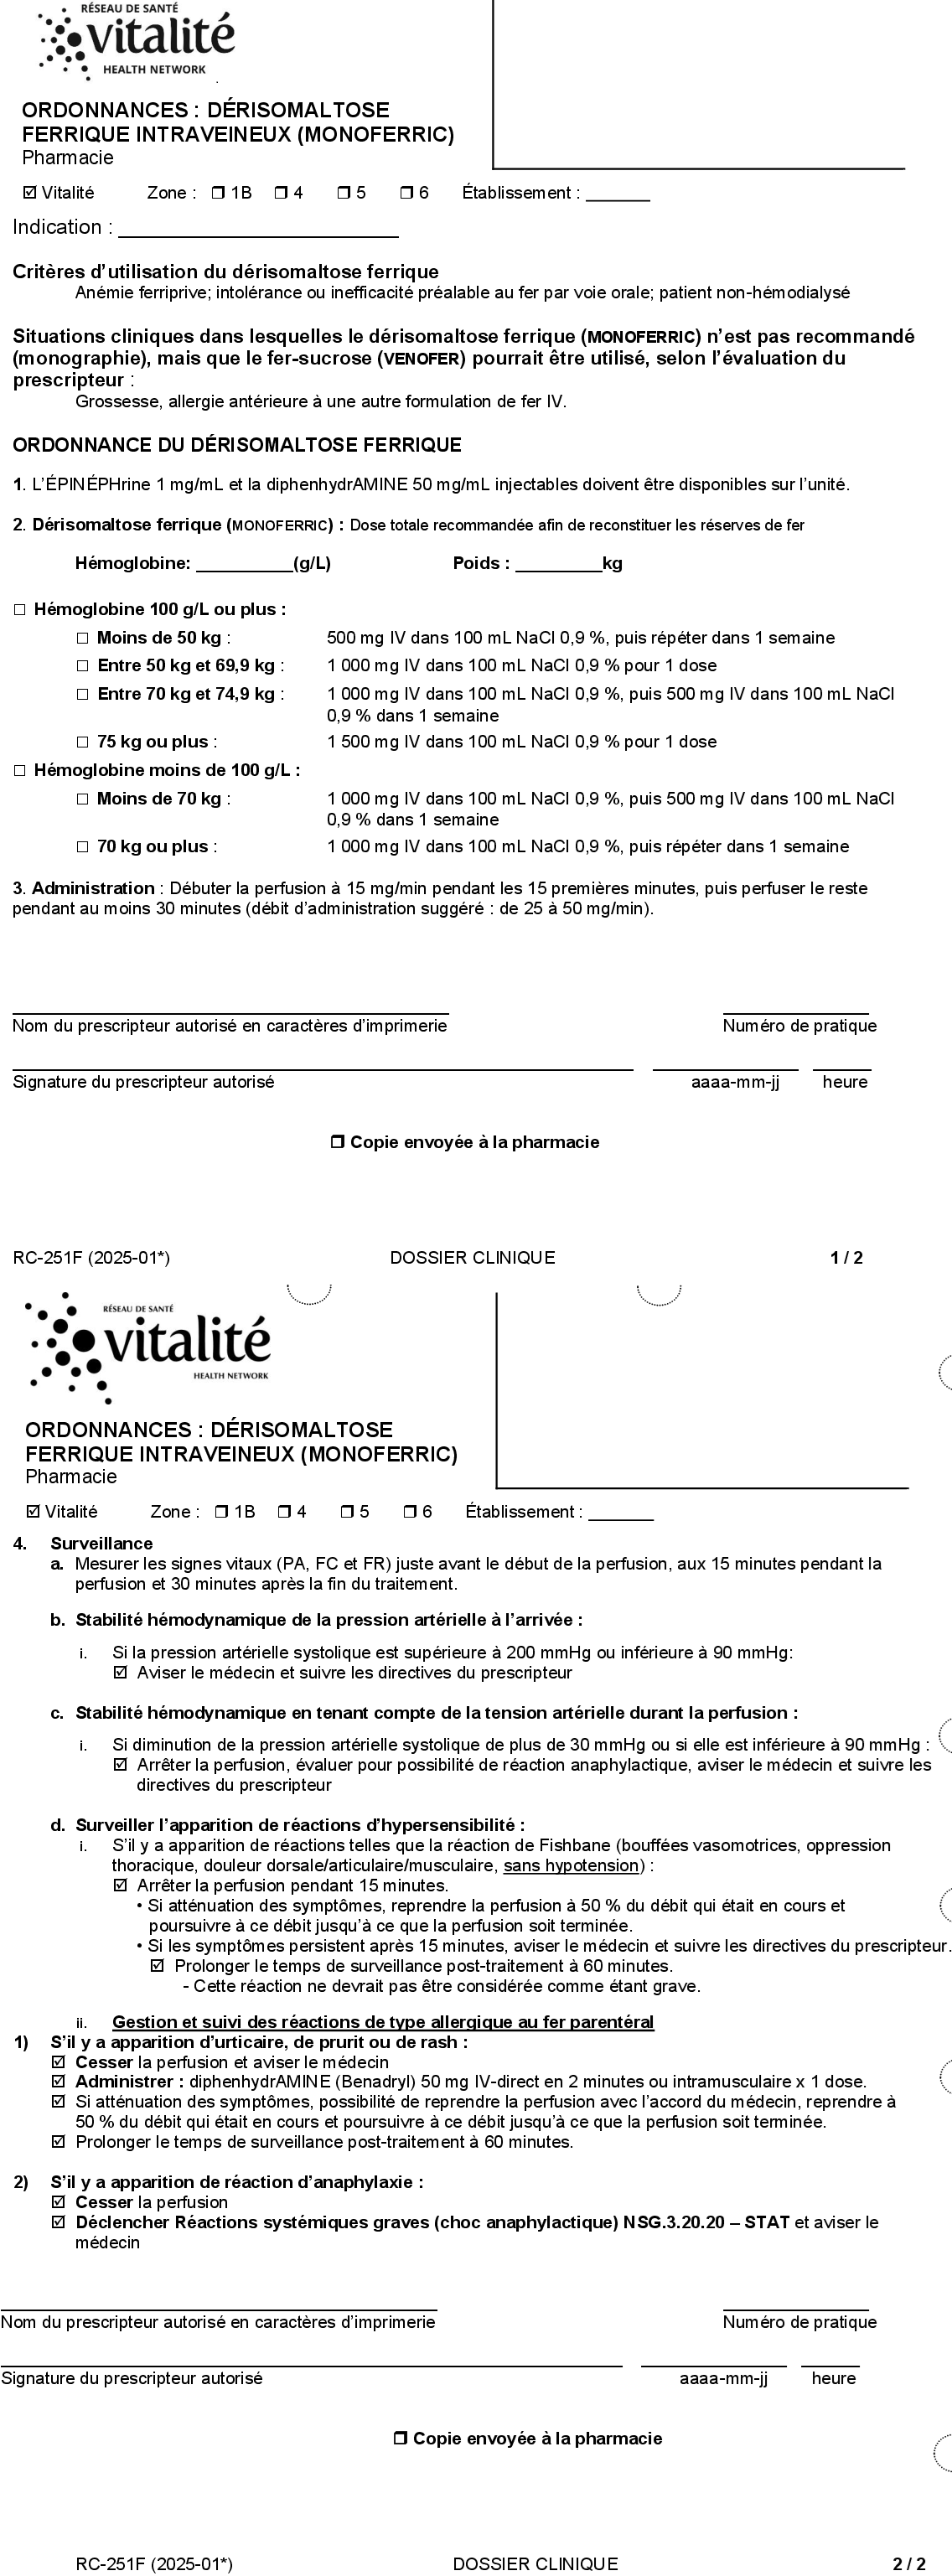 RÉSEAU DE SANTÉ
vitalité
HEALTH NETWORK
ORDONNANCES : DÉRISOMALTOSE
FERRIQUE INTRAVEINEUX (MONOFERRIC)
Pharmacie
☑ Vitalité Zone : ❒ 1B ❒ 4 ❒ 5 ❒ 6 Établissement : _______
Indication : __________________________
Critères d'utilisation du dérisomaltose ferrique
Anémie ferriprive; intolérance ou inefficacité préalable au fer par voie orale; patient non-hémodialysé
Situations cliniques dans lesquelles le dérisomaltose ferrique (MONOFERRIC) n'est pas recommandé
(monographie), mais que le fer-sucrose (VENOFER) pourrait être utilisé, selon l'évaluation du
prescripteur :
Grossesse, allergie antérieure à une autre formulation de fer IV.
ORDONNANCE DU DÉRISOMALTOSE FERRIQUE
1. L'ÉPINÉPHrine 1 mg/mL et la diphenhydrAMINE 50 mg/mL injectables doivent être disponibles sur l'unité.
2. Dérisomaltose ferrique (MONOFERRIC) : Dose totale recommandée afin de reconstituer les réserves de fer
Hémoglobine: __________(g/L) Poids : _________kg
☐ Hémoglobine 100 g/L ou plus :
☐ Moins de 50 kg : 500 mg IV dans 100 mL NaCl 0,9 %, puis répéter dans 1 semaine
☐ Entre 50 kg et 69,9 kg : 1 000 mg IV dans 100 mL NaCl 0,9 % pour 1 dose
☐ Entre 70 kg et 74,9 kg : 1 000 mg IV dans 100 mL NaCl 0,9 %, puis 500 mg IV dans 100 mL NaCl
0,9 % dans 1 semaine
☐ 75 kg ou plus : 1 500 mg IV dans 100 mL NaCl 0,9 % pour 1 dose
☐ Hémoglobine moins de 100 g/L :
☐ Moins de 70 kg : 1 000 mg IV dans 100 mL NaCl 0,9 %, puis 500 mg IV dans 100 mL NaCl
0,9 % dans 1 semaine
☐ 70 kg ou plus : 1 000 mg IV dans 100 mL NaCl 0,9 %, puis répéter dans 1 semaine
3. Administration : Débuter la perfusion à 15 mg/min pendant les 15 premières minutes, puis perfuser le reste
pendant au moins 30 minutes (débit d'administration suggéré : de 25 à 50 mg/min).
Nom du prescripteur autorisé en caractères d'imprimerie Numéro de pratique
Signature du prescripteur autorisé aaaa-mm-jj heure
❒ Copie envoyée à la pharmacie
RC-251F (2025-01*) DOSSIER CLINIQUE 1 / 2
RÉSEAU DE SANTÉ
vitalité
HEALTH NETWORK
ORDONNANCES : DÉRISOMALTOSE
FERRIQUE INTRAVEINEUX (MONOFERRIC)
Pharmacie
☑ Vitalité Zone : ❒ 1B ❒ 4 ❒ 5 ❒ 6 Établissement : _______
4. Surveillance
a. Mesurer les signes vitaux (PA, FC et FR) juste avant le début de la perfusion, aux 15 minutes pendant la
perfusion et 30 minutes après la fin du traitement.
b. Stabilité hémodynamique de la pression artérielle à l'arrivée :
i. Si la pression artérielle systolique est supérieure à 200 mmHg ou inférieure à 90 mmHg:
☑ Aviser le médecin et suivre les directives du prescripteur
c. Stabilité hémodynamique en tenant compte de la tension artérielle durant la perfusion :
i. Si diminution de la pression artérielle systolique de plus de 30 mmHg ou si elle est inférieure à 90 mmHg :
☑ Arrêter la perfusion, évaluer pour possibilité de réaction anaphylactique, aviser le médecin et suivre les
directives du prescripteur
d. Surveiller l'apparition de réactions d'hypersensibilité :
i. S'il y a apparition de réactions telles que la réaction de Fishbane (bouffées vasomotrices, oppression
thoracique, douleur dorsale/articulaire/musculaire, sans hypotension) :
☑ Arrêter la perfusion pendant 15 minutes.
• Si atténuation des symptômes, reprendre la perfusion à 50 % du débit qui était en cours et
poursuivre à ce débit jusqu'à ce que la perfusion soit terminée.
• Si les symptômes persistent après 15 minutes, aviser le médecin et suivre les directives du prescripteur.
☑ Prolonger le temps de surveillance post-traitement à 60 minutes.
- Cette réaction ne devrait pas être considérée comme étant grave.
ii. Gestion et suivi des réactions de type allergique au fer parentéral
1) S'il y a apparition d'urticaire, de prurit ou de rash :
☑ Cesser la perfusion et aviser le médecin
☑ Administrer : diphenhydrAMINE (Benadryl) 50 mg IV-direct en 2 minutes ou intramusculaire x 1 dose.
☑ Si atténuation des symptômes, possibilité de reprendre la perfusion avec l'accord du médecin, reprendre à
50 % du débit qui était en cours et poursuivre à ce débit jusqu'à ce que la perfusion soit terminée.
☑ Prolonger le temps de surveillance post-traitement à 60 minutes.
2) S'il y a apparition de réaction d'anaphylaxie :
☑ Cesser la perfusion
☑ Déclencher Réactions systémiques graves (choc anaphylactique) NSG.3.20.20 – STAT et aviser le
médecin
Nom du prescripteur autorisé en caractères d'imprimerie Numéro de pratique
Signature du prescripteur autorisé aaaa-mm-jj heure
❒ Copie envoyée à la pharmacie
RC-251F (2025-01*) DOSSIER CLINIQUE 2 / 2